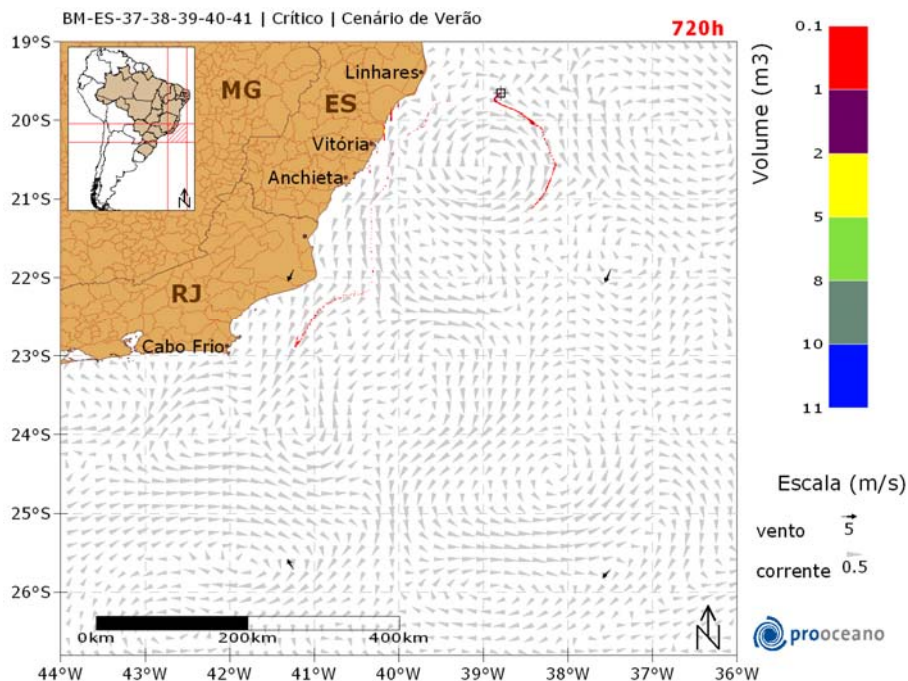 BM-ES-37-38-39-40-41 | Crítico | Cenário de Verão
720h
19°S
20°S
21°S
22°S
23°S
24°S
25°S
26°S
44°W
43°W
42°W
41°W
40°W
39°W
38°W
37°W
36°W
MG
ES
RJ
Linhares
Vitória
Anchieta
Cabo Frio
N
0km
200km
400km
N
Volume (m3)
0.1
1
2
5
8
10
11
Escala (m/s)
vento
5
corrente
0.5
prooceano